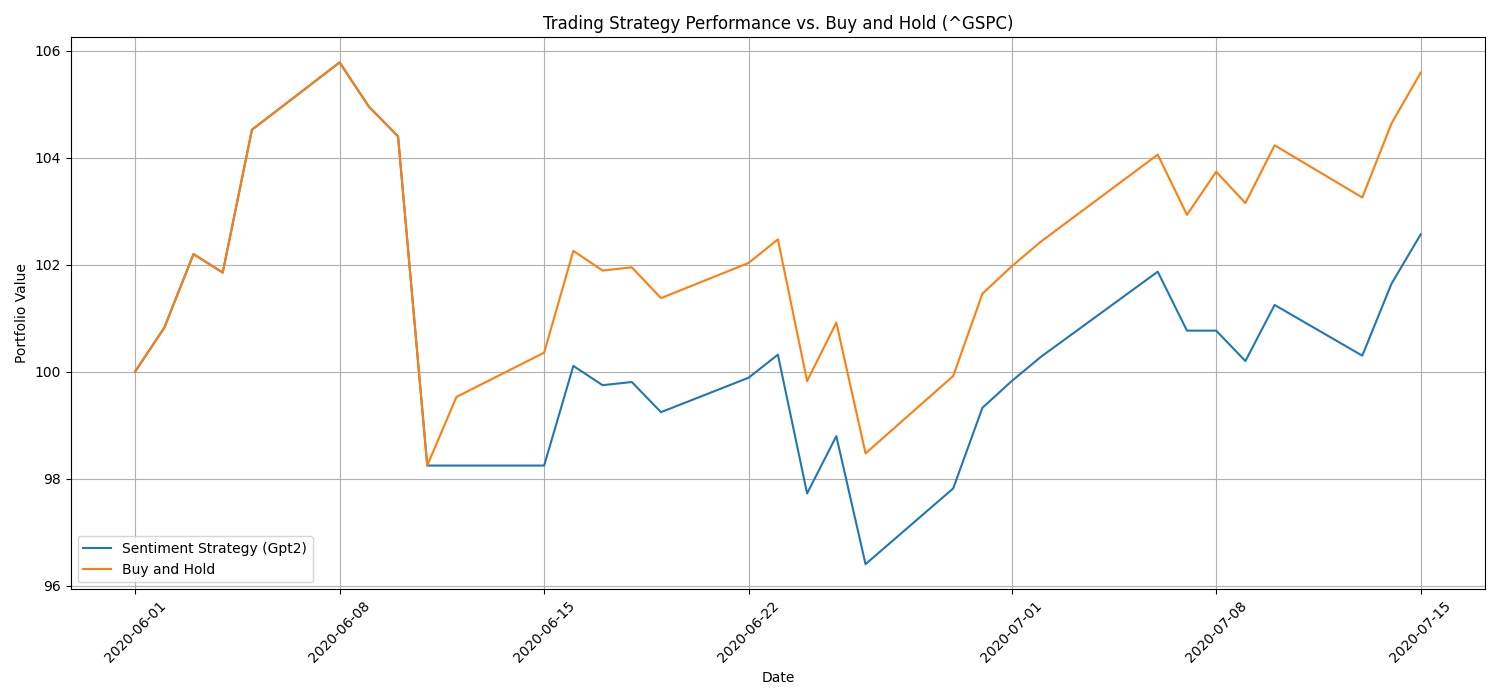 Trading Strategy Performance vs. Buy and Hold (^GSPC)
Portfolio Value
106
104
102
100
98
96
Sentiment Strategy (Gpt2)
Buy and Hold
2020-06-01
2020-06-08
2020-06-15
2020-06-22
2020-07-01
2020-07-08
2020-07-15
Date